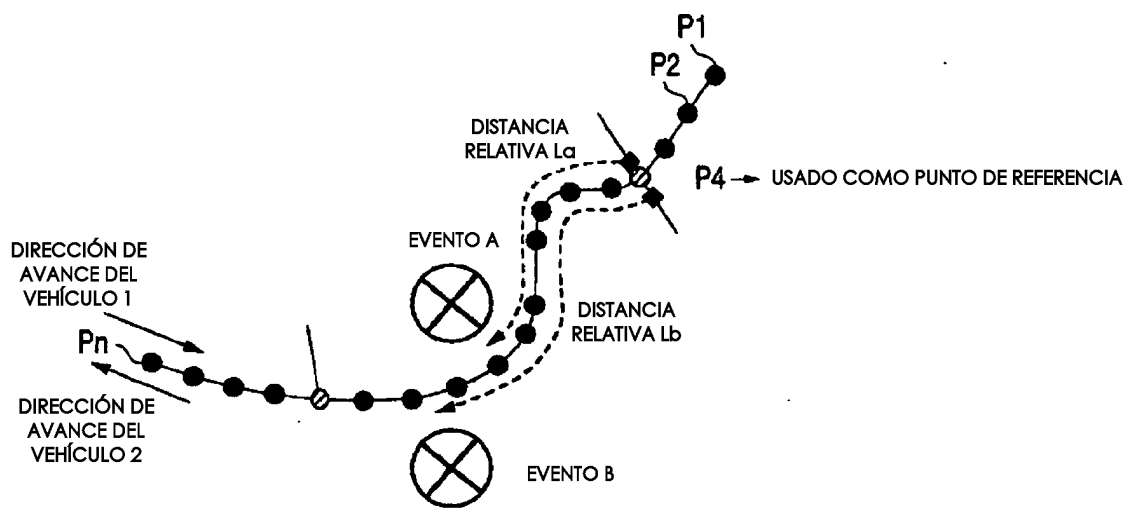 P1
P2
DISTANCIA
RELATIVA La
P4
USADO COMO PUNTO DE REFERENCIA
EVENTO A
DIRECCIÓN DE
AVANCE DEL
VEHÍCULO 1
DISTANCIA
RELATIVA Lb
Pn
DIRECCIÓN DE
AVANCE DEL
VEHÍCULO 2
EVENTO B